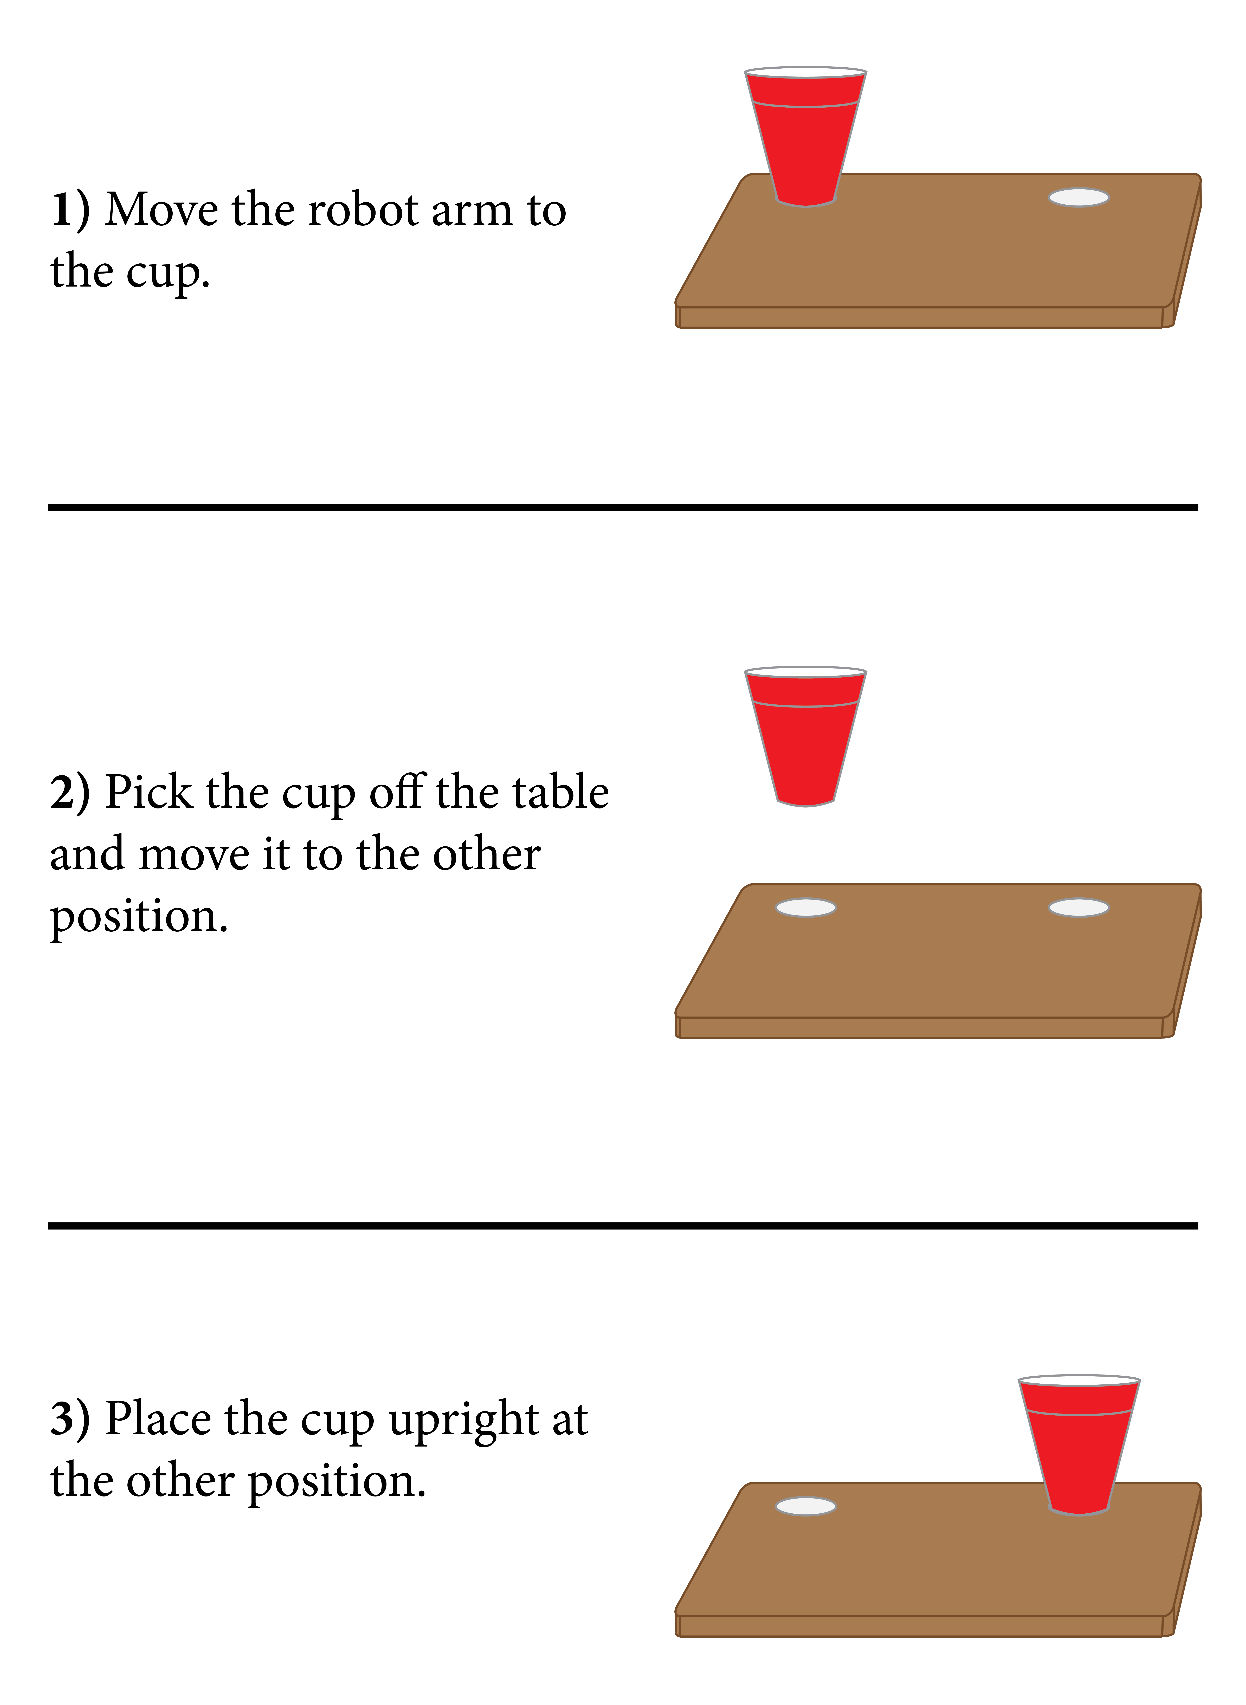 1) Move the robot arm to
the cup.
2) Pick the cup off the table
and move it to the other
position.
3) Place the cup upright at
the other position.